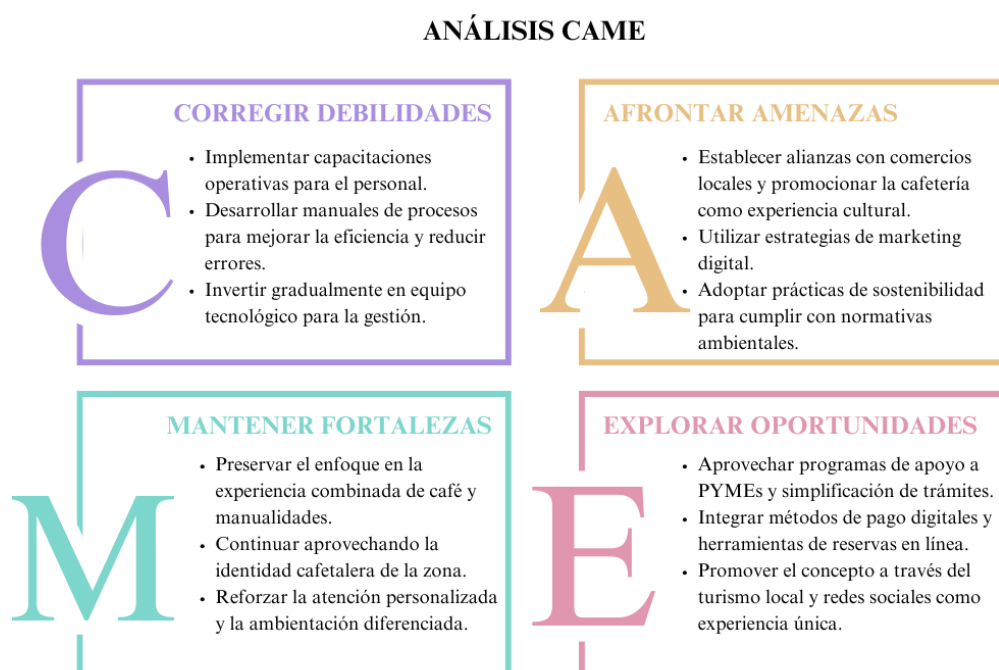 ANÁLISIS CAME
C
CORREGIR DEBILIDADES
• Implementar capacitaciones
operativas para el personal.
• Desarrollar manuales de procesos
para mejorar la eficiencia y reducir
errores.
• Invertir gradualmente en equipo
tecnológico para la gestión.
A
AFRONTAR AMENAZAS
• Establecer alianzas con comercios
locales y promocionar la cafetería
como experiencia cultural.
• Utilizar estrategias de marketing
digital.
• Adoptar prácticas de sostenibilidad
para cumplir con normativas
ambientales.
M
MANTENER FORTALEZAS
• Preservar el enfoque en la
experiencia combinada de café y
manualidades.
• Continuar aprovechando la
identidad cafetalera de la zona.
• Reforzar la atención personalizada
y la ambientación diferenciada.
E
EXPLORAR OPORTUNIDADES
• Aprovechar programas de apoyo a
PYMEs y simplificación de trámites.
• Integrar métodos de pago digitales y
herramientas de reservas en línea.
• Promover el concepto a través del
turismo local y redes sociales como
experiencia única.